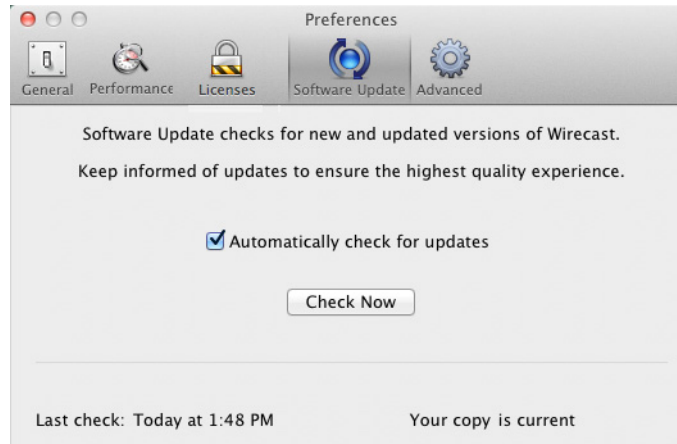 Preferences
General Performance Licenses Software Update Advanced
Software Update checks for new and updated versions of Wirecast.
Keep informed of updates to ensure the highest quality experience.
Automatically check for updates
Check Now
Last check: Today at 1:48 PM Your copy is current